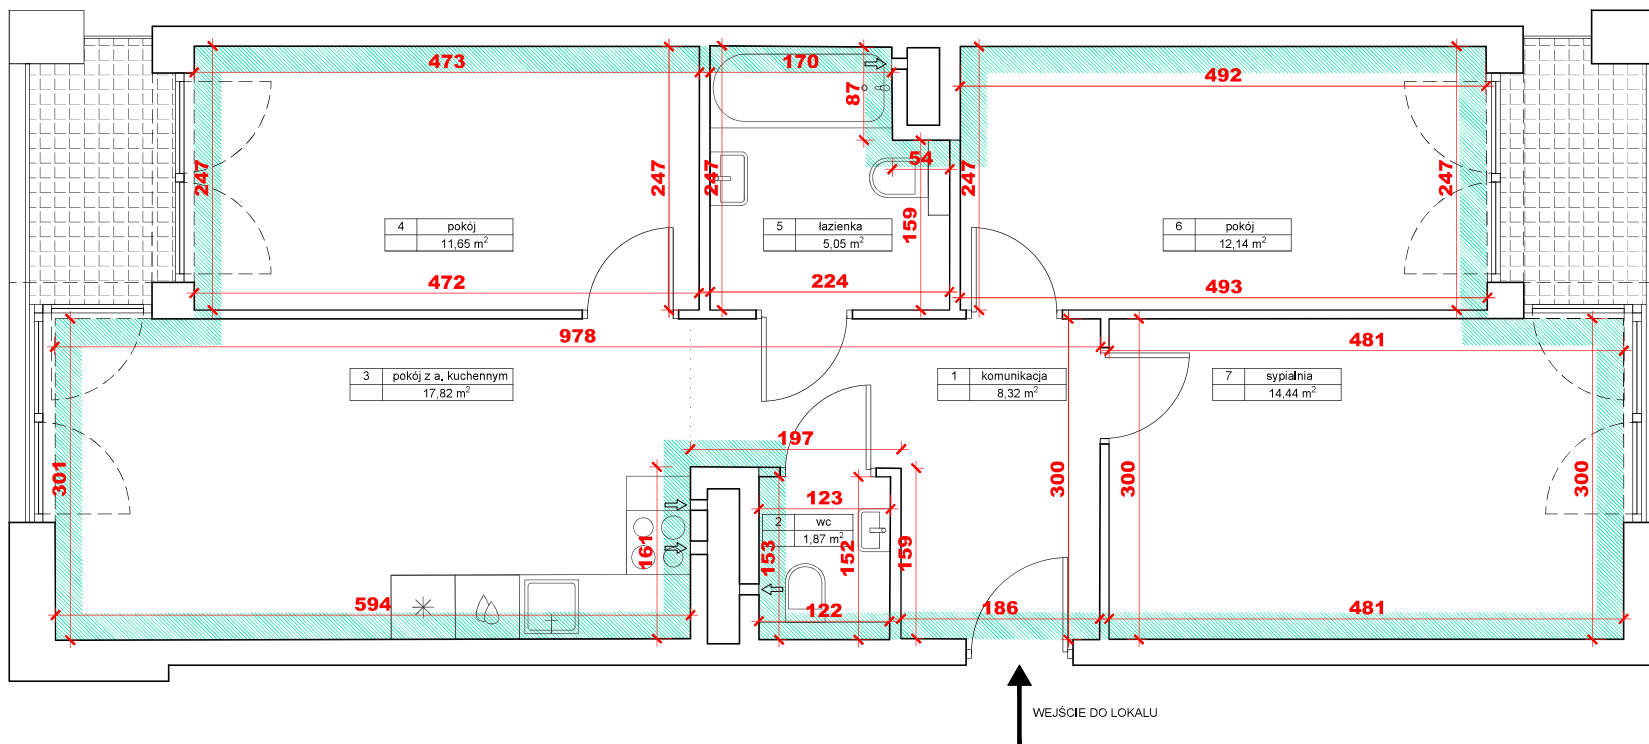 473
170
492
87
247
247
247
54
247
247
159
4 pokój
11,65 m²
5 łazienka
5,05 m²
6 pokój
12,14 m²
472
224
493
978
481
3 pokój z a. kuchennym
17,82 m²
1 komunikacja
8,32 m²
7 sypialnia
14,44 m²
197
301
300
300
300
123
2 wc
1,87 m²
161
153
152
159
594
122
186
481
WEJŚCIE DO LOKALU